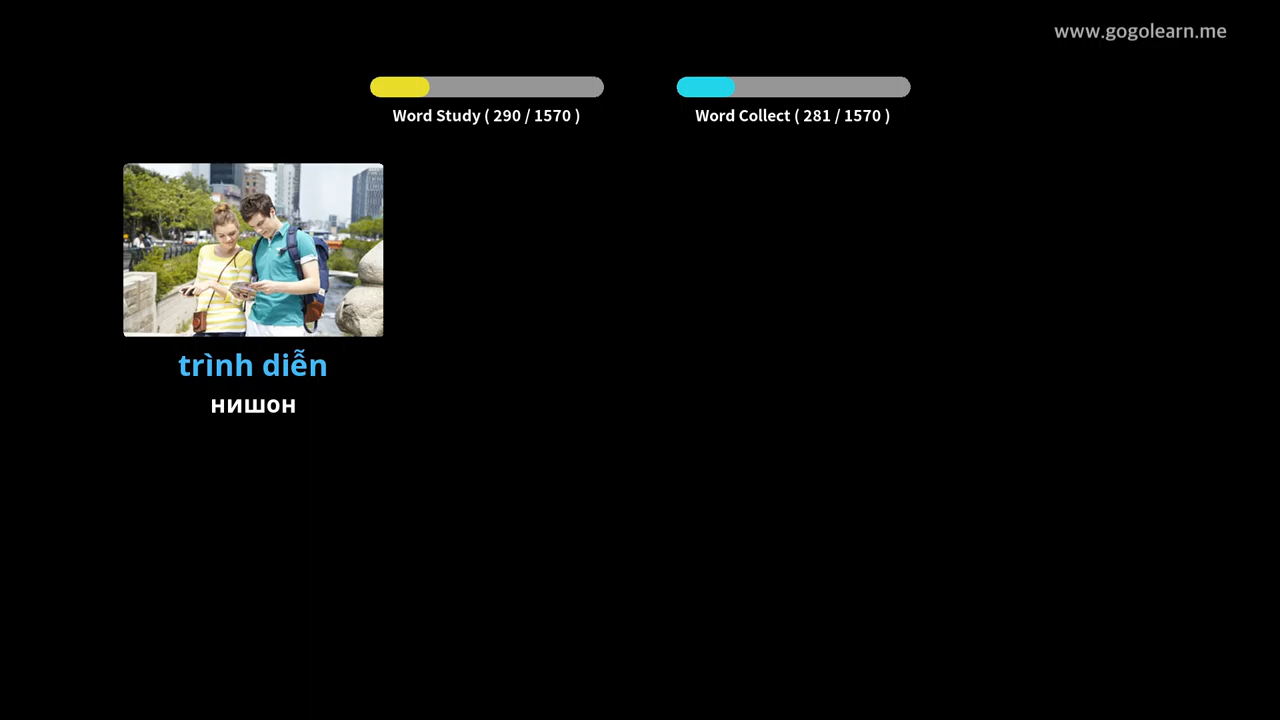 www.gogolearn.me
Word Study ( 290 / 1570 )
Word Collect ( 281 / 1570 )
trình diễn
нишон